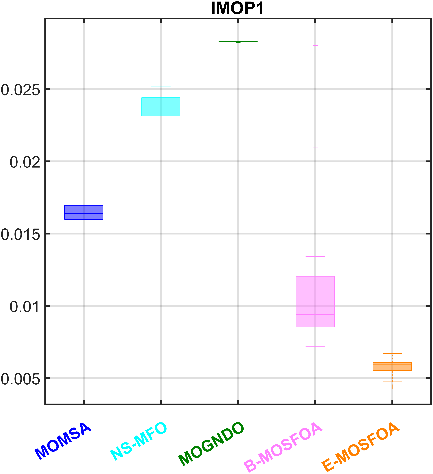 IMOP1
0.025
0.02
0.015
0.01
0.005
MOMSA
NS-MFO
MOGNDO
B-MOSFOA
E-MOSFOA